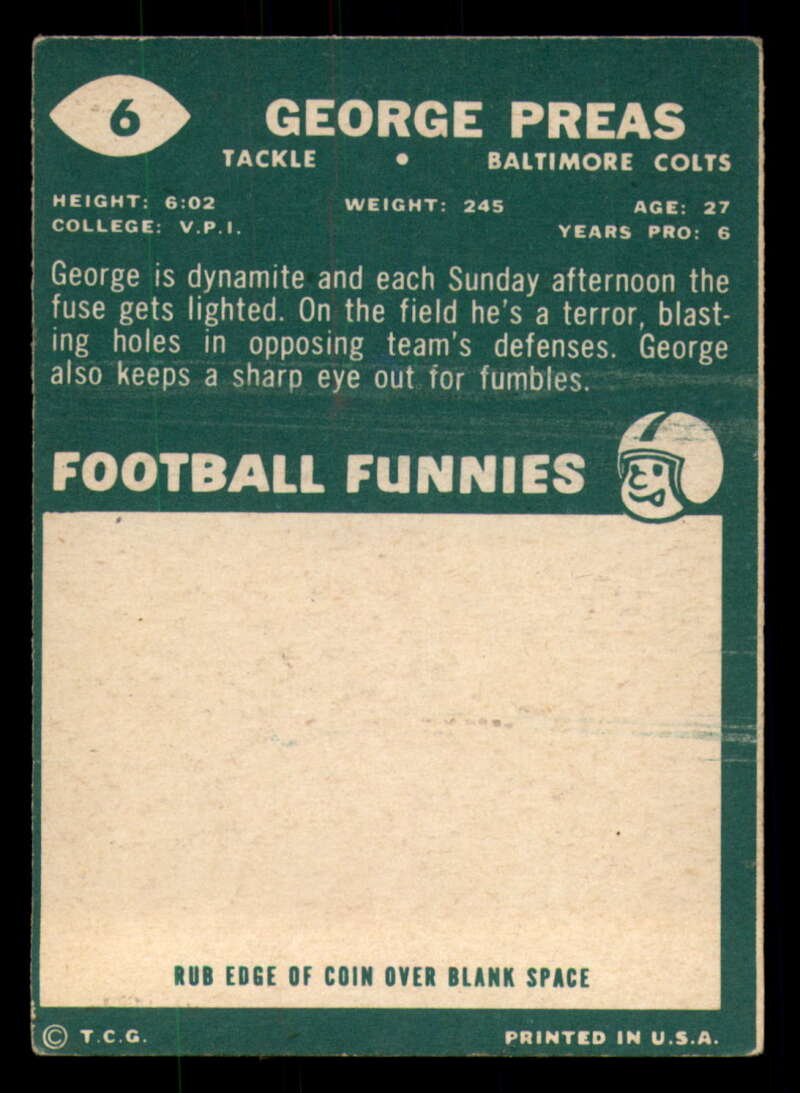 6
GEORGE PREAS
TACKLE • BALTIMORE COLTS
HEIGHT: 6:02 WEIGHT: 245 AGE: 27
COLLEGE: V.P.I. YEARS PRO: 6
George is dynamite and each Sunday afternoon the
fuse gets lighted. On the field he's a terror, blast-
ing holes in opposing team's defenses. George
also keeps a sharp eye out for fumbles.
FOOTBALL FUNNIES
RUB EDGE OF COIN OVER BLANK SPACE
© T.C.G. PRINTED IN U.S.A.